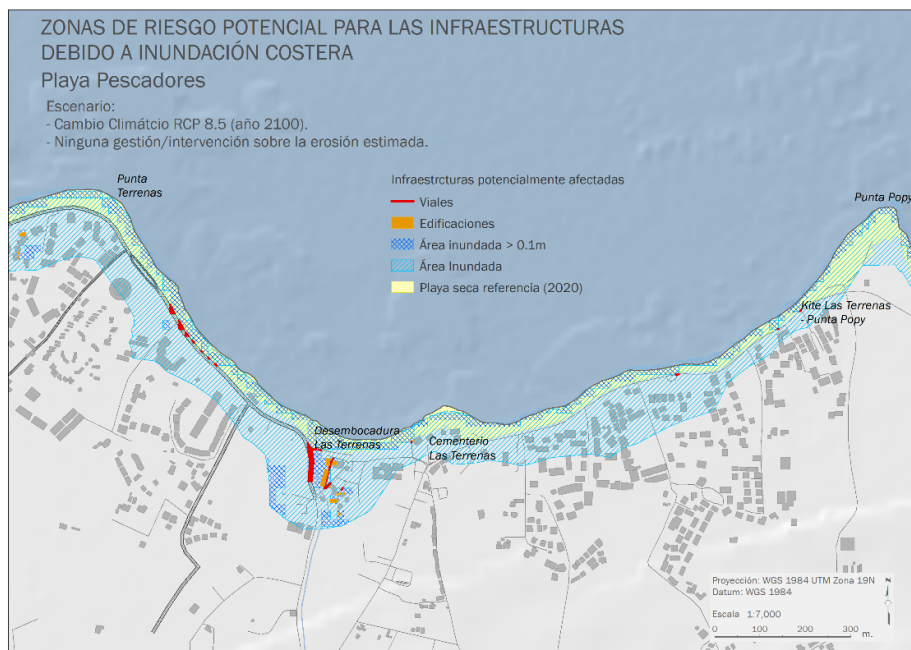 ZONAS DE RIESGO POTENCIAL PARA LAS INFRAESTRUCTURAS
DEBIDO A INUNDACIÓN COSTERA
Playa Pescadores
Escenario:
- Cambio Climátcio RCP 8.5 (año 2100).
- Ninguna gestión/intervención sobre la erosión estimada.
Punta
Terrenas
Infraestrcturas potencialmente afectadas
Viales
Edificaciones
Área inundada > 0.1m
Área Inundada
Playa seca referencia (2020)
Punta Popy
Kite Las Terrenas
- Punta Popy
Desembocadura
Las Terrenas
Cementerio
Las Terrenas
Proyección: WGS 1984 UTM Zona 19N
Datum: WGS 1984
Escala 1:7,000
0 100 200 300
m.
N